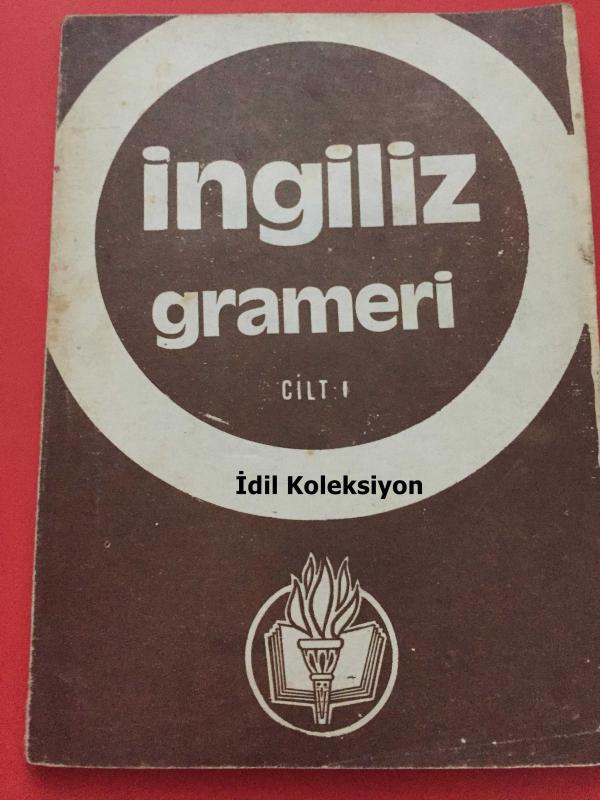 ingiliz
grameri
CİLT I
İdil Koleksiyon